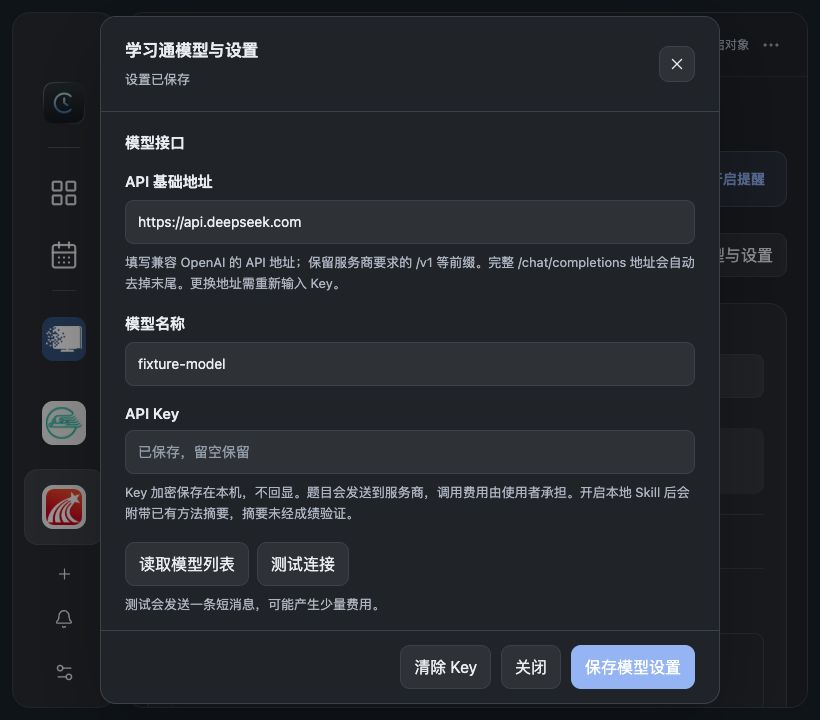 学习通模型与设置
设置已保存
启对象
模型接口
API 基础地址
https://api.deepseek.com
开启提醒
填写兼容 OpenAI 的 API 地址；保留服务商要求的 /v1 等前缀。完整 /chat/completions 地址会自动
去掉末尾。更换地址需重新输入 Key。
型与设置
模型名称
fixture-model
API Key
已保存，留空保留
Key 加密保存在本机，不回显。题目会发送到服务商，调用费用由使用者承担。开启本地 Skill 后会
附带已有方法摘要，摘要未经成绩验证。
读取模型列表
测试连接
测试会发送一条短消息，可能产生少量费用。
清除 Key
关闭
保存模型设置